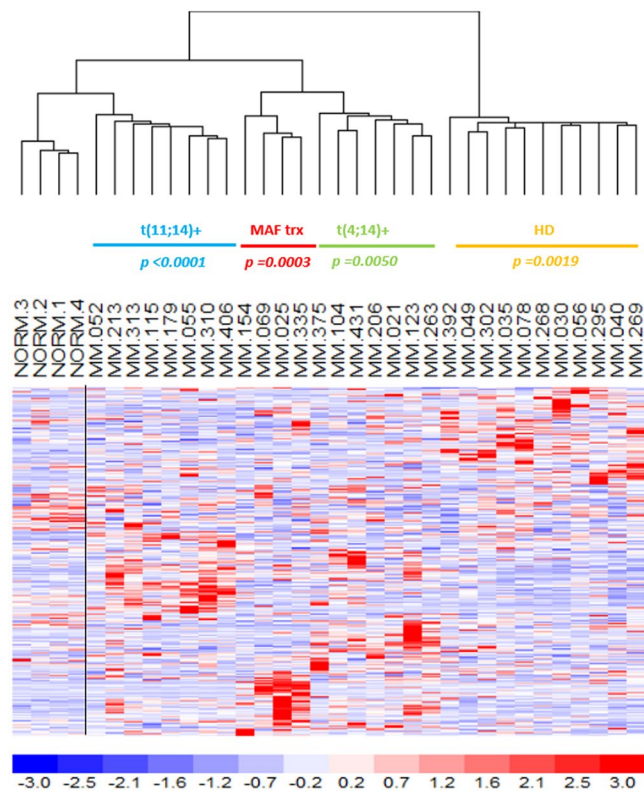 t(11;14)+ MAF trx t(4;14)+ HD
p <0.0001 p =0.0003 p =0.0050 p =0.0019
NORM.3
NORM.2
NORM.1
NORM.4
MM.052
MM.213
MM.313
MM.115
MM.179
MM.055
MM.310
MM.406
MM.154
MM.069
MM.025
MM.335
MM.375
MM.104
MM.431
MM.206
MM.021
MM.123
MM.263
MM.392
MM.049
MM.302
MM.035
MM.078
MM.268
MM.030
MM.056
MM.295
MM.040
MM.269
-3.0 -2.5 -2.1 -1.6 -1.2 -0.7 -0.2 0.2 0.7 1.2 1.6 2.1 2.5 3.0